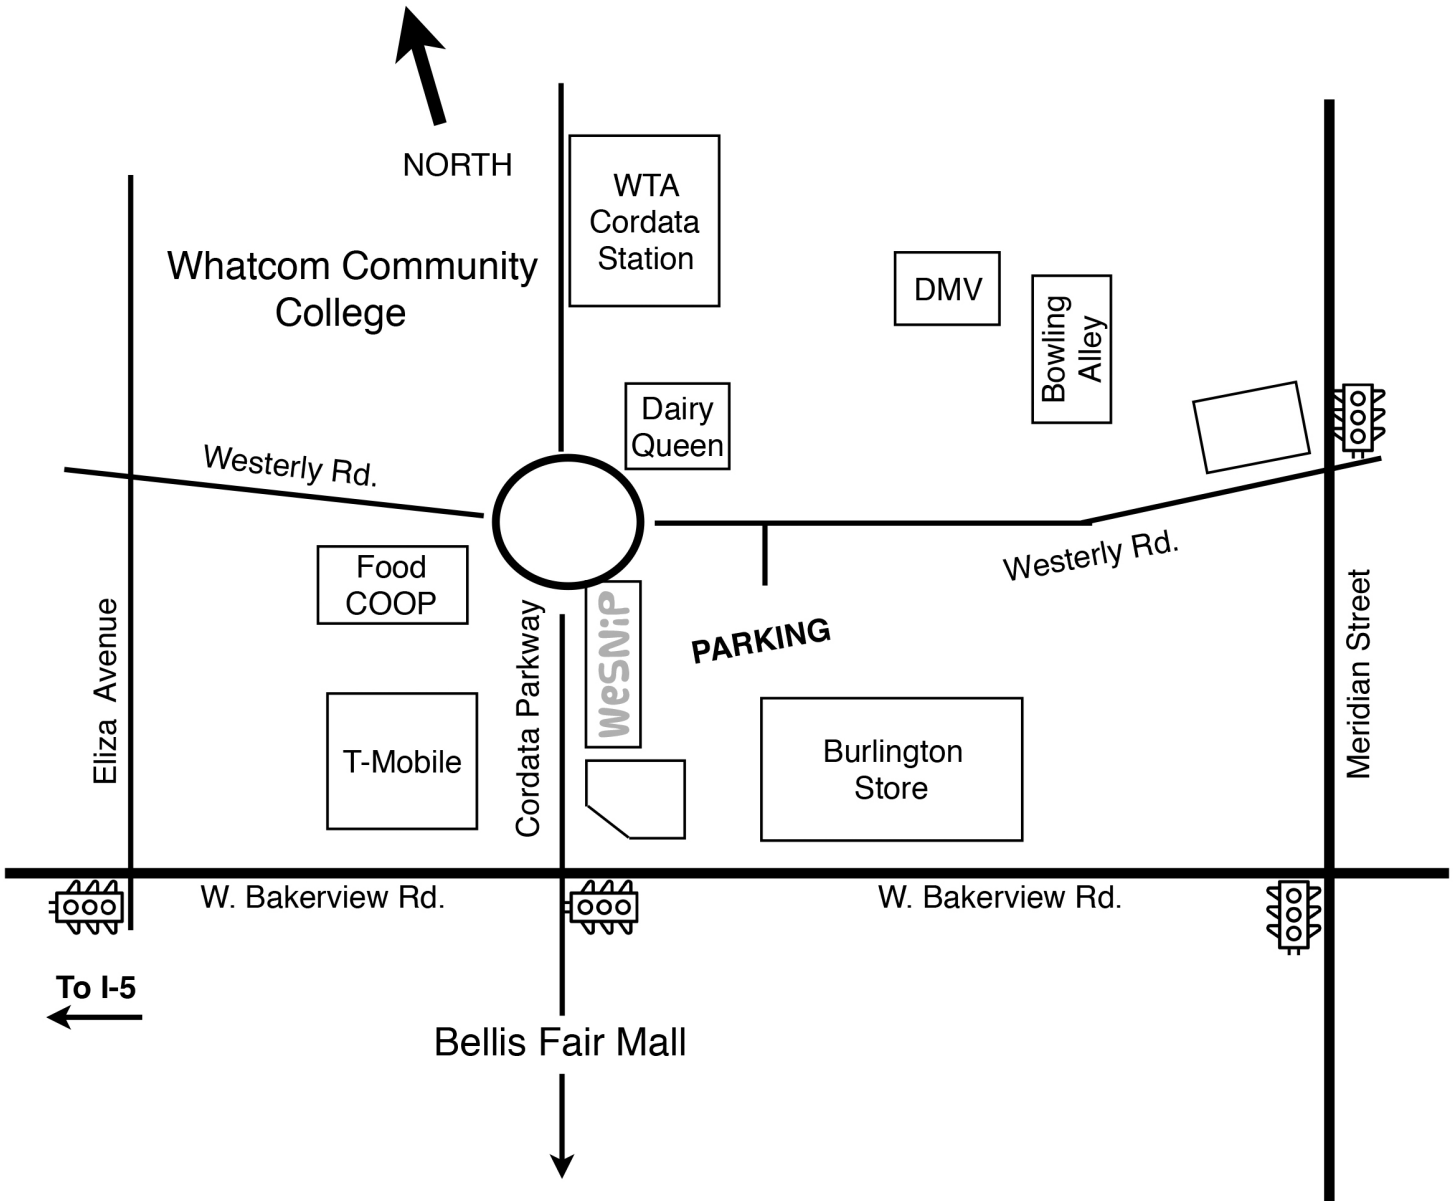 NORTH
WTA
Cordata
Station
Whatcom Community
College
DMV
Bowling
Alley
Dairy
Queen
Westerly Rd.
Westerly Rd.
Food
COOP
WeSNiP
PARKING
Eliza Avenue
Cordata Parkway
Meridian Street
T-Mobile
Burlington
Store
W. Bakerview Rd.
W. Bakerview Rd.
To I-5
Bellis Fair Mall